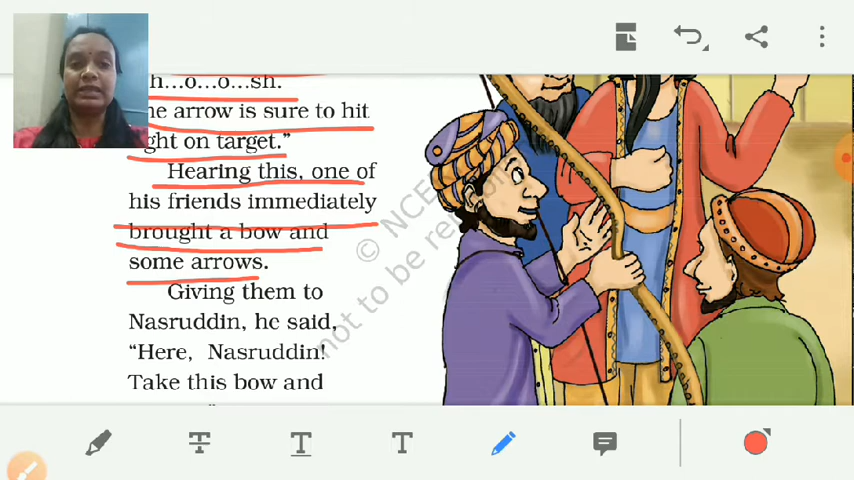 h...o...o...sh.
he arrow is sure to hit
ght on target."
Hearing this, one of
his friends immediately
brought a bow and
some arrows.
Giving them to
Nasruddin, he said,
"Here, Nasruddin!
Take this bow and
© NCE
not to be re
T
T
T